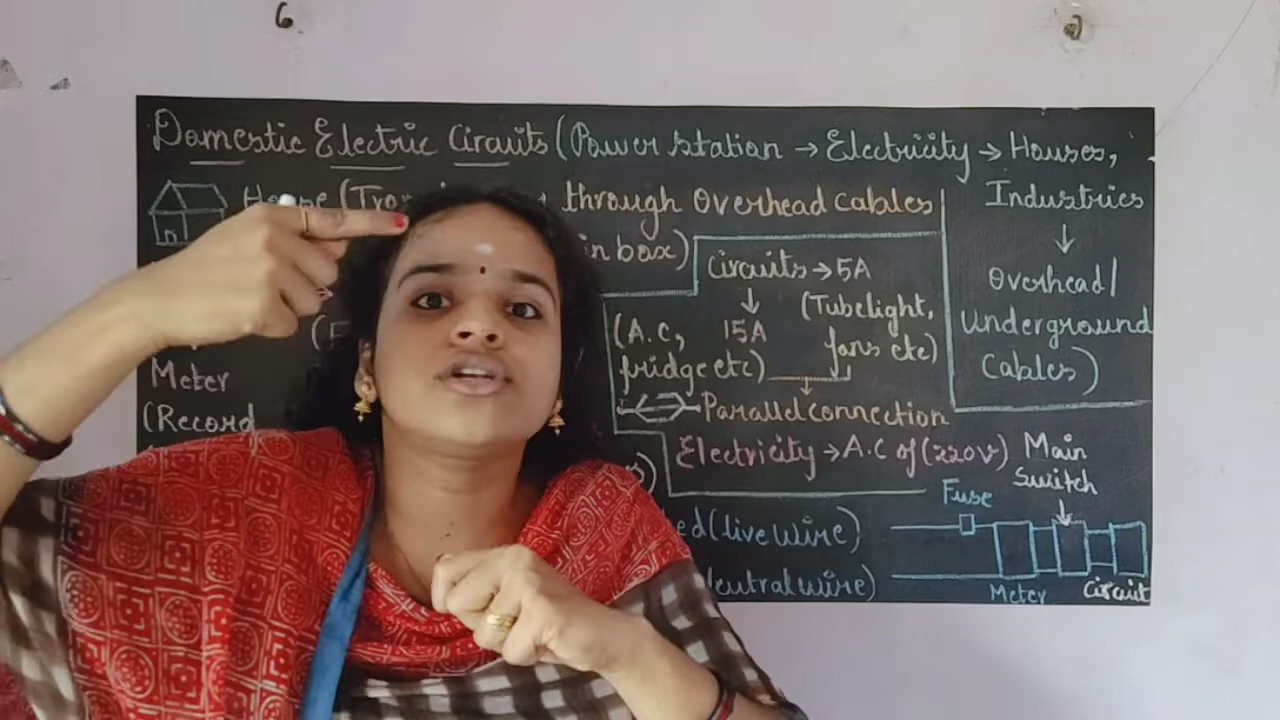 Domestic Electric Circuits (Power station → Electricity → Houses,
Industries
↓
Overhead/
Underground
Cables)
through Overhead cables
in box)
Circuits → 5A
↓
(Tubelight,
fans etc)
15A
(A.C,
fridge etc)
Parallel connection
Electricity → A.C of (220V)
Meter
(Record
ed (live wire)
neutral wire)
Main
Switch
↓
Fuse
Meter
Circuit